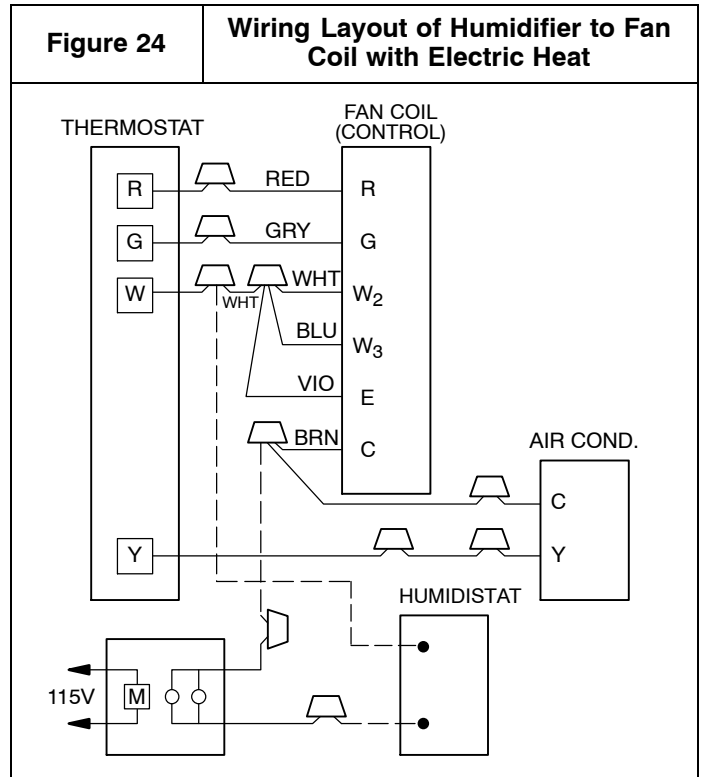 Figure 24
Wiring Layout of Humidifier to Fan
Coil with Electric Heat
THERMOSTAT
FAN COIL
(CONTROL)
R
RED
R
G
GRY
G
W
WHT
WHT
W2
BLU
W3
VIO
E
BRN
C
AIR COND.
C
Y
Y
HUMIDISTAT
115V
M